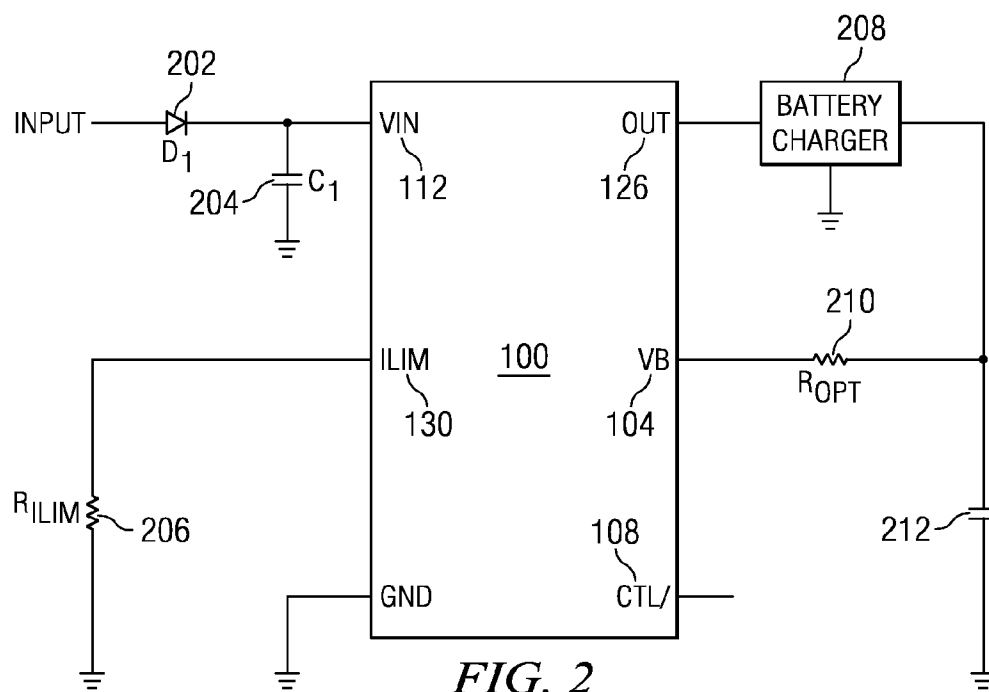 202
208
INPUT
D1
VIN
OUT
BATTERY
CHARGER
204
C1
112
126
210
ILIM
100
VB
ROPT
130
104
RILIM
206
108
212
GND
CTL/
FIG. 2